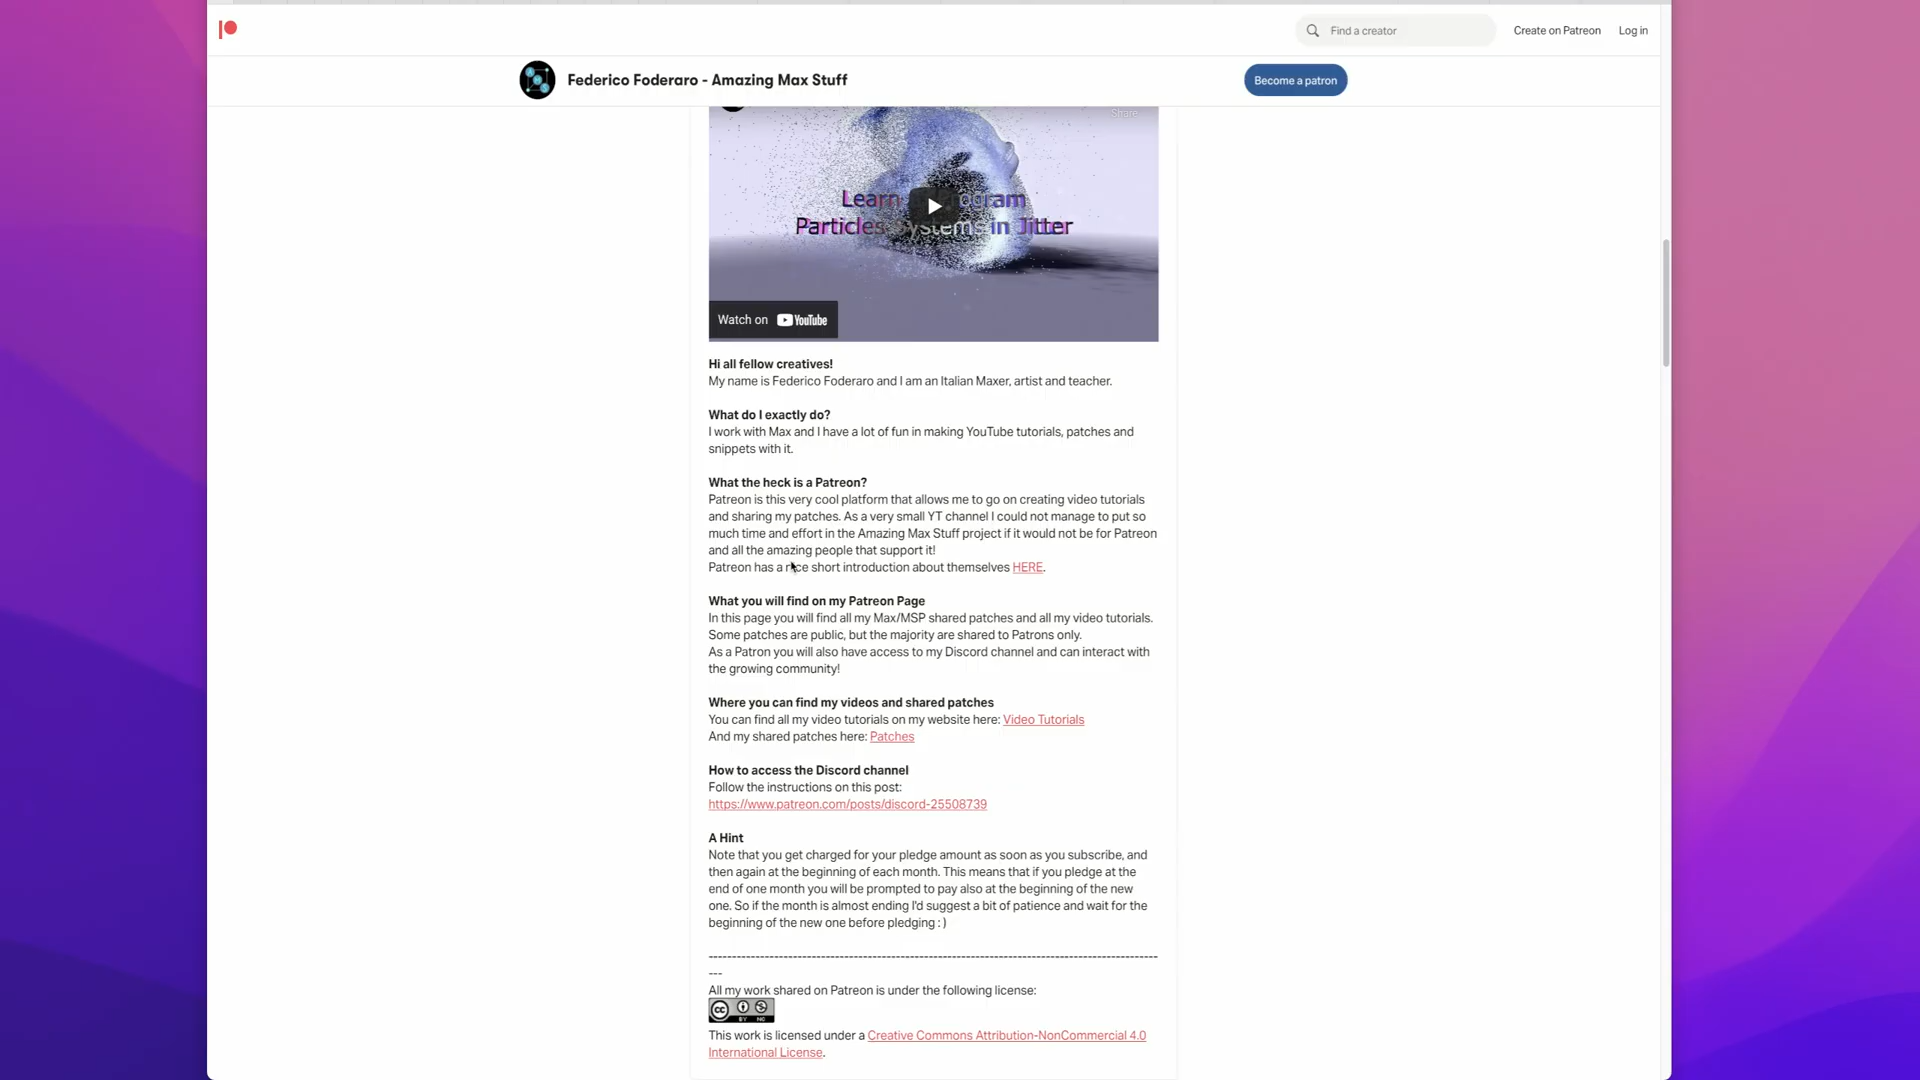 Find a creator
Create on Patreon
Log in
Federico Foderaro - Amazing Max Stuff
Become a patron
Share
Learn Program
Particles Systems in Jitter
Watch on YouTube
Hi all fellow creatives!
My name is Federico Foderaro and I am an Italian Maxer, artist and teacher.
What do I exactly do?
I work with Max and I have a lot of fun in making YouTube tutorials, patches and
snippets with it.
What the heck is a Patreon?
Patreon is this very cool platform that allows me to go on creating video tutorials
and sharing my patches. As a very small YT channel I could not manage to put so
much time and effort in the Amazing Max Stuff project if it would not be for Patreon
and all the amazing people that support it!
Patreon has a nice short introduction about themselves HERE.
What you will find on my Patreon Page
In this page you will find all my Max/MSP shared patches and all my video tutorials.
Some patches are public, but the majority are shared to Patrons only.
As a Patron you will also have access to my Discord channel and can interact with
the growing community!
Where you can find my videos and shared patches
You can find all my video tutorials on my website here: Video Tutorials
And my shared patches here: Patches
How to access the Discord channel
Follow the instructions on this post:
https://www.patreon.com/posts/discord-25508739
A Hint
Note that you get charged for your pledge amount as soon as you subscribe, and
then again at the beginning of each month. This means that if you pledge at the
end of one month you will be prompted to pay also at the beginning of the new
one. So if the month is almost ending I'd suggest a bit of patience and wait for the
beginning of the new one before pledging : )
All my work shared on Patreon is under the following license:
CC BY NC
This work is licensed under a Creative Commons Attribution-NonCommercial 4.0
International License.